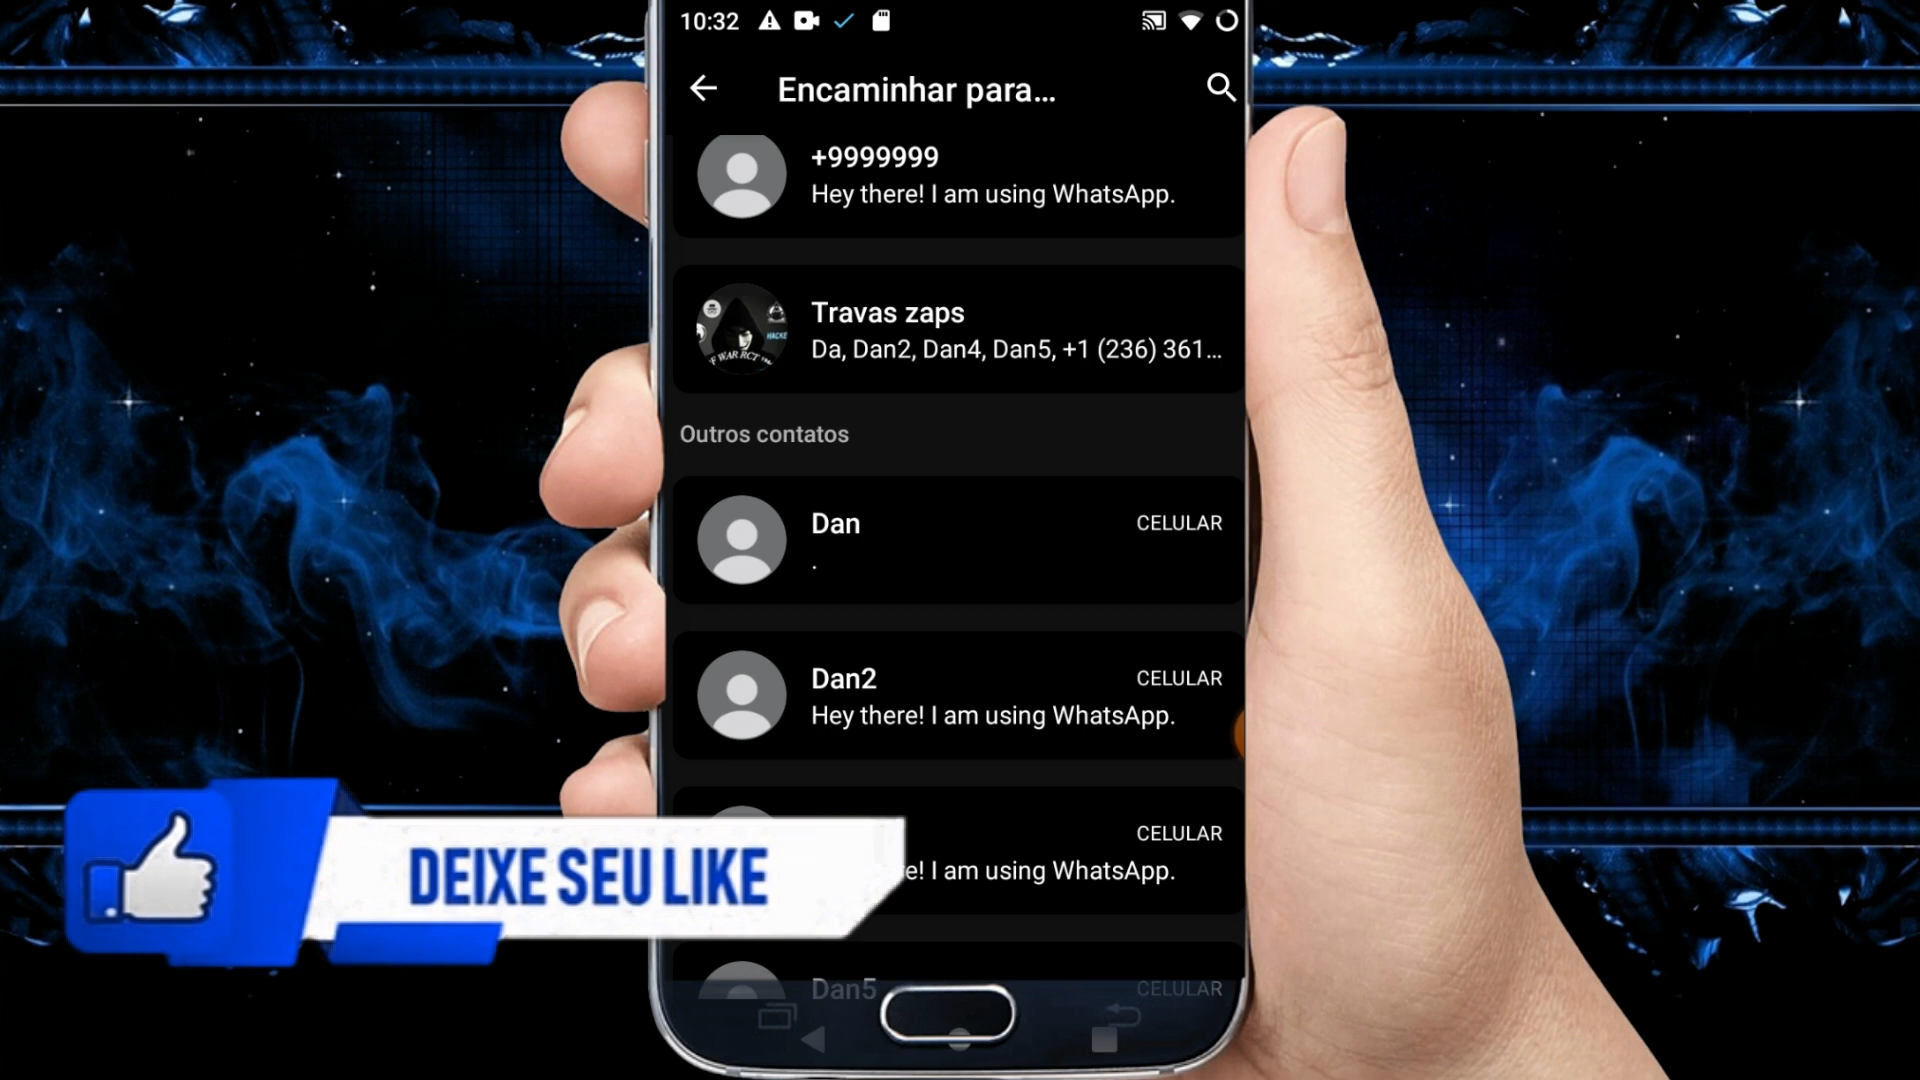 10:32
Encaminhar para...
+9999999
Hey there! I am using WhatsApp.
Travas zaps
Da, Dan2, Dan4, Dan5, +1 (236) 361...
Outros contatos
Dan
CELULAR
.
Dan2
CELULAR
Hey there! I am using WhatsApp.
CELULAR
e! I am using WhatsApp.
DEIXE SEU LIKE
Dan5
CELULAR
WAR RCT